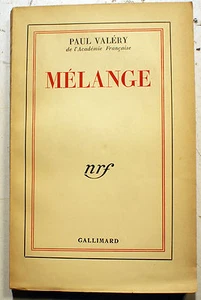 PAUL VALÉRY
de l'Académie Française
MÉLANGE
nrf
GALLIMARD